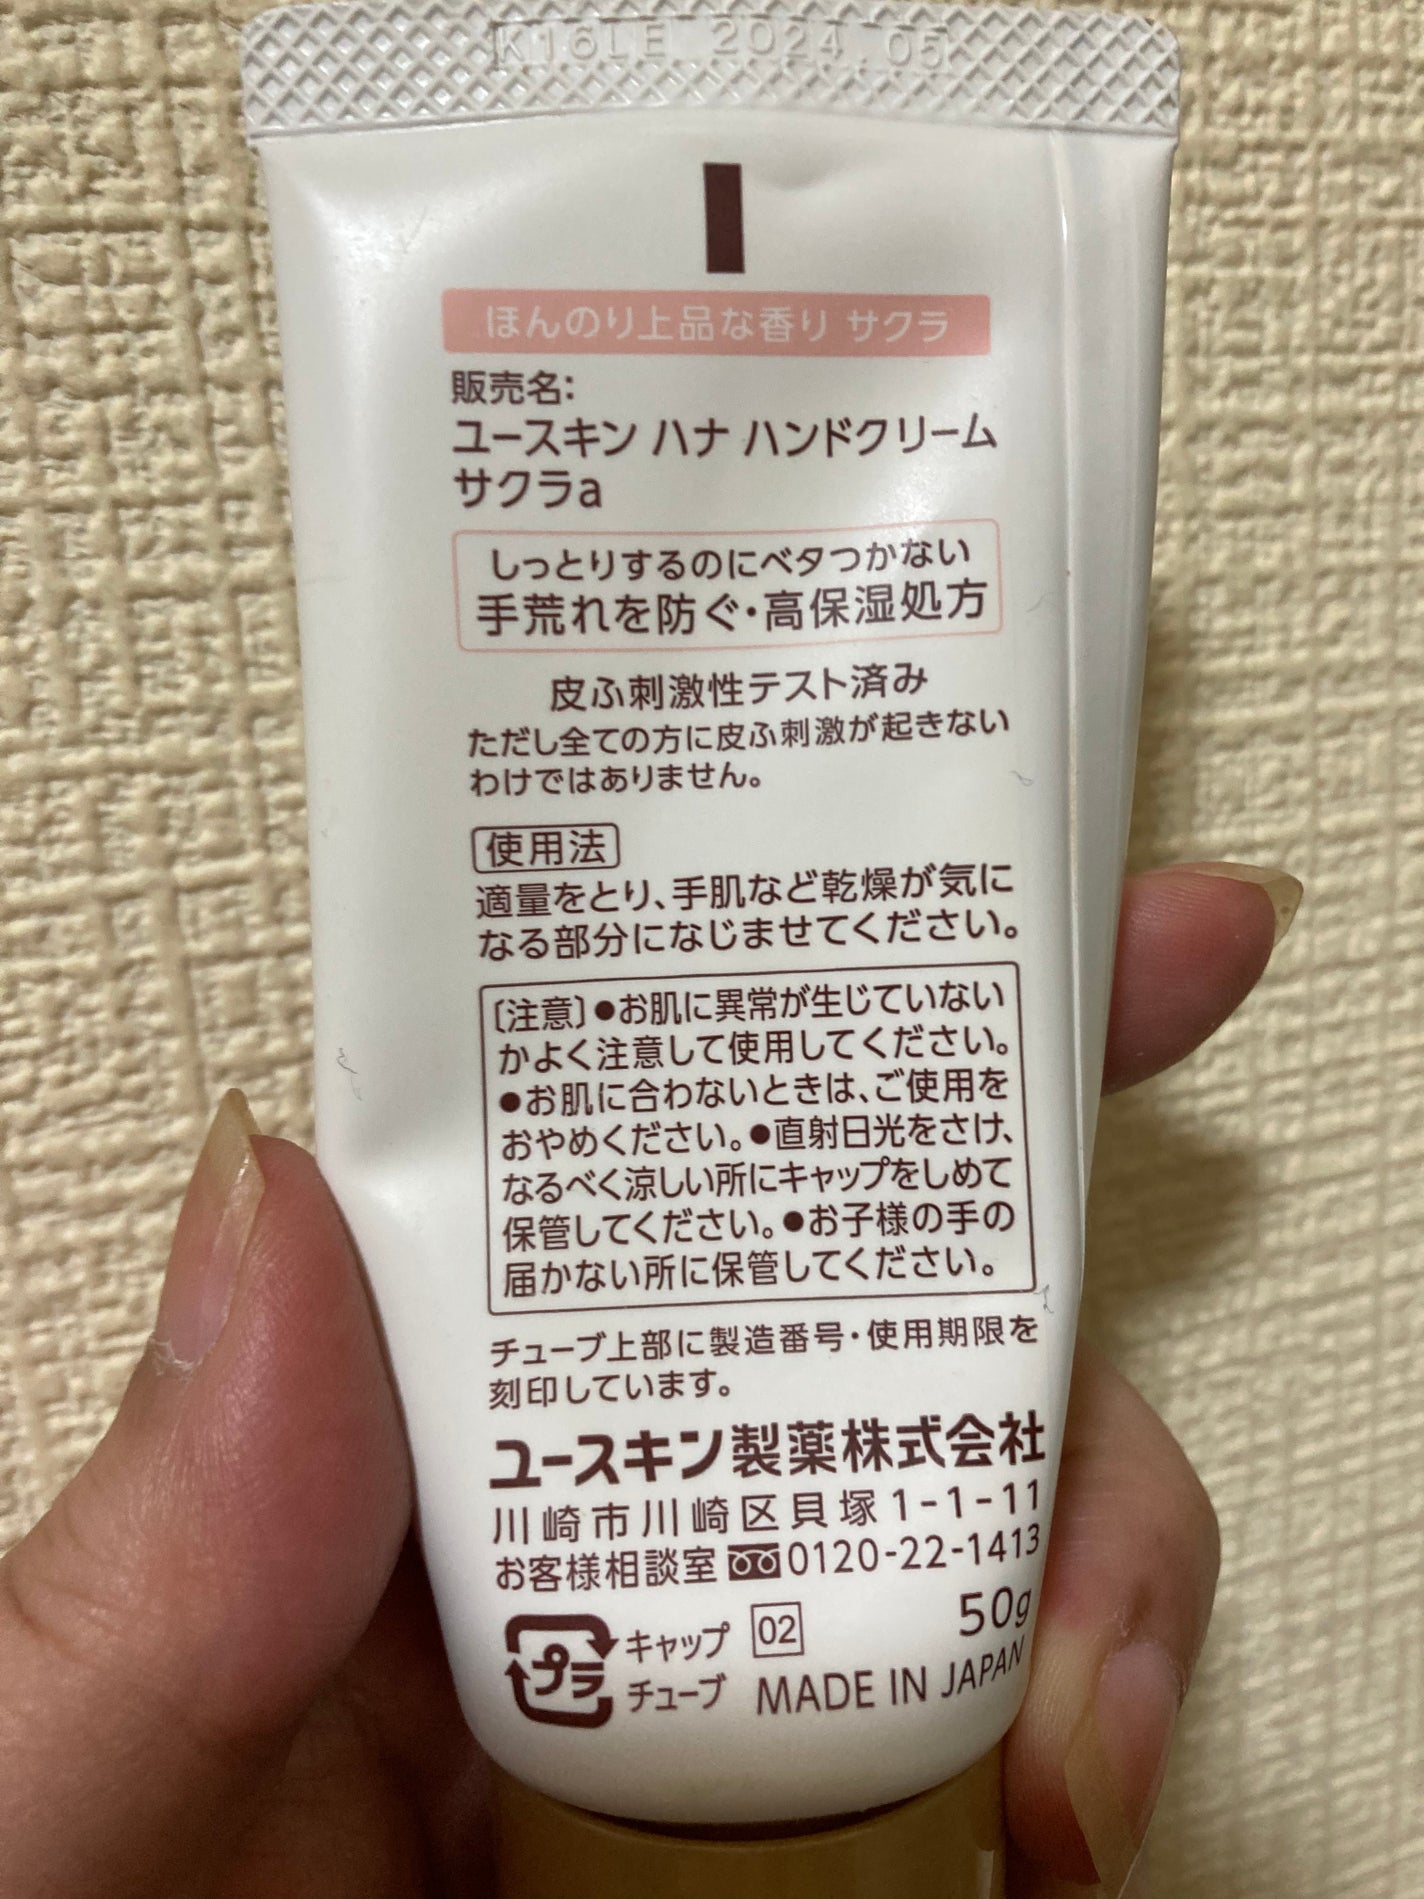 K16LE 2024.05
ほんのり上品な香り サクラ
販売名:
ユースキン ハナ ハンドクリーム
サクラa
しっとりするのにベタつかない
手荒れを防ぐ・高保湿処方
皮ふ刺激性テスト済み
ただし全ての方に皮ふ刺激が起きない
わけではありません。
使用法
適量をとり、手肌など乾燥が気に
なる部分になじませてください。
〔注意〕●お肌に異常が生じていない
かよく注意して使用してください。
●お肌に合わないときは、ご使用を
おやめください。●直射日光をさけ、
なるべく涼しい所にキャップをしめて
保管してください。●お子様の手の
届かない所に保管してください。
チューブ上部に製造番号・使用期限を
刻印しています。
ユースキン製薬株式会社
川崎市川崎区貝塚1-1-11
お客様相談室 0120-22-1413
プラ キャップ 02 50g
チューブ MADE IN JAPAN